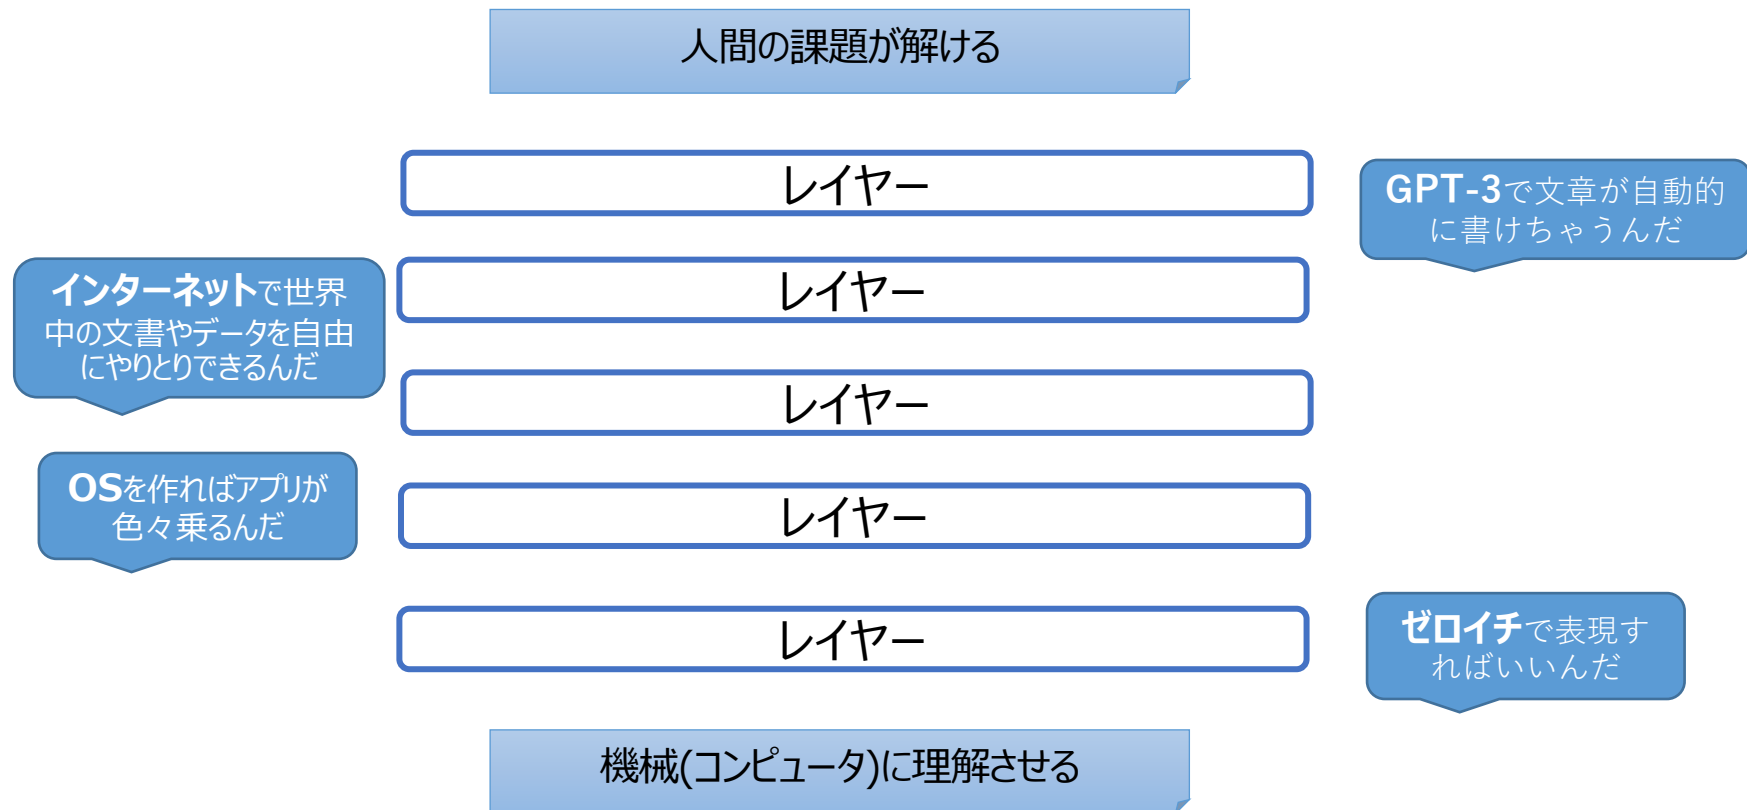 人間の課題が解ける
レイヤー
GPT-3で文章が自動的
に書けちゃうんだ
レイヤー
インターネットで世界
中の文書やデータを自由
にやりとりできるんだ
レイヤー
OSを作ればアプリが
色々乗るんだ
レイヤー
レイヤー
ゼロイチで表現す
ればいいんだ
機械(コンピュータ)に理解させる